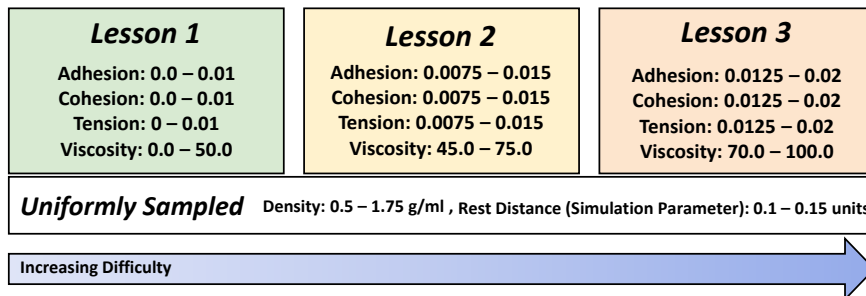 Lesson 1
Adhesion: 0.0 – 0.01
Cohesion: 0.0 – 0.01
Tension: 0 – 0.01
Viscosity: 0.0 – 50.0
Lesson 2
Adhesion: 0.0075 – 0.015
Cohesion: 0.0075 – 0.015
Tension: 0.0075 – 0.015
Viscosity: 45.0 – 75.0
Lesson 3
Adhesion: 0.0125 – 0.02
Cohesion: 0.0125 – 0.02
Tension: 0.0125 – 0.02
Viscosity: 70.0 – 100.0
Uniformly Sampled Density: 0.5 – 1.75 g/ml , Rest Distance (Simulation Parameter): 0.1 – 0.15 units
Increasing Difficulty